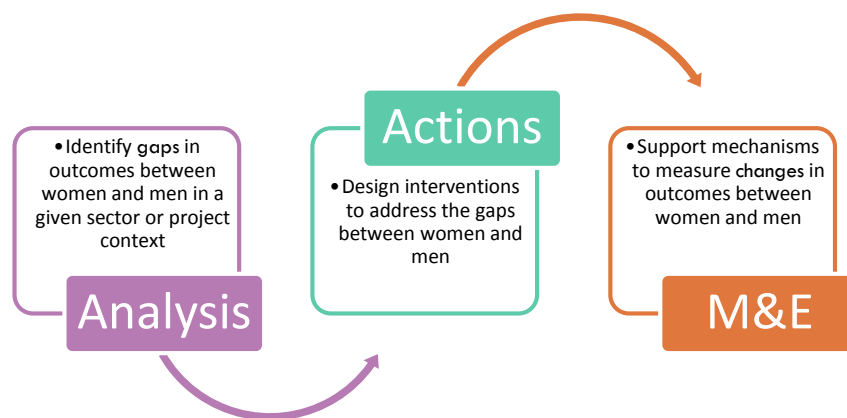 •Identify gaps in
outcomes between
women and men in a
given sector or project
context
Analysis
Actions
•Design interventions
to address the gaps
between women and
men
•Support mechanisms
to measure changes in
outcomes between
women and men
M&E